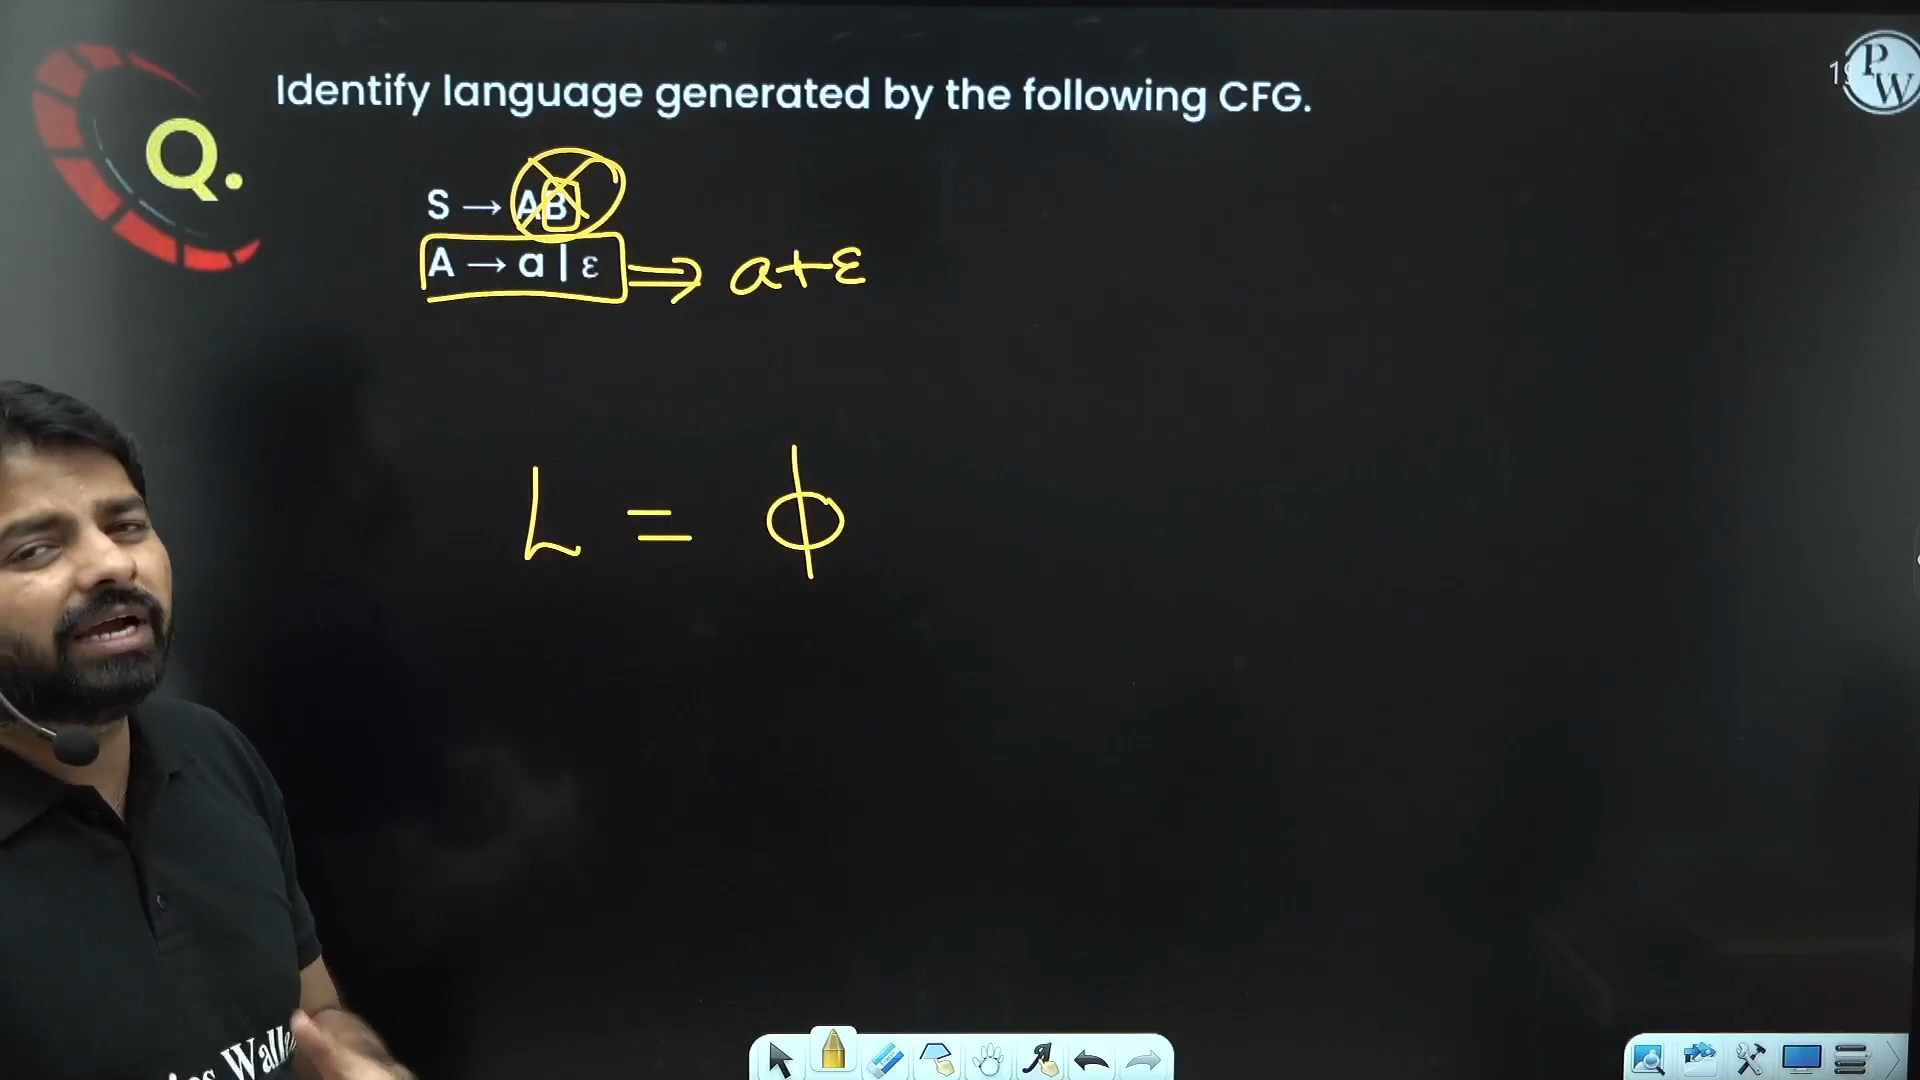 Identify language generated by the following CFG.
Q.
S → AB
A → a | ε ⇒ a+ε
L = ϕ
PW